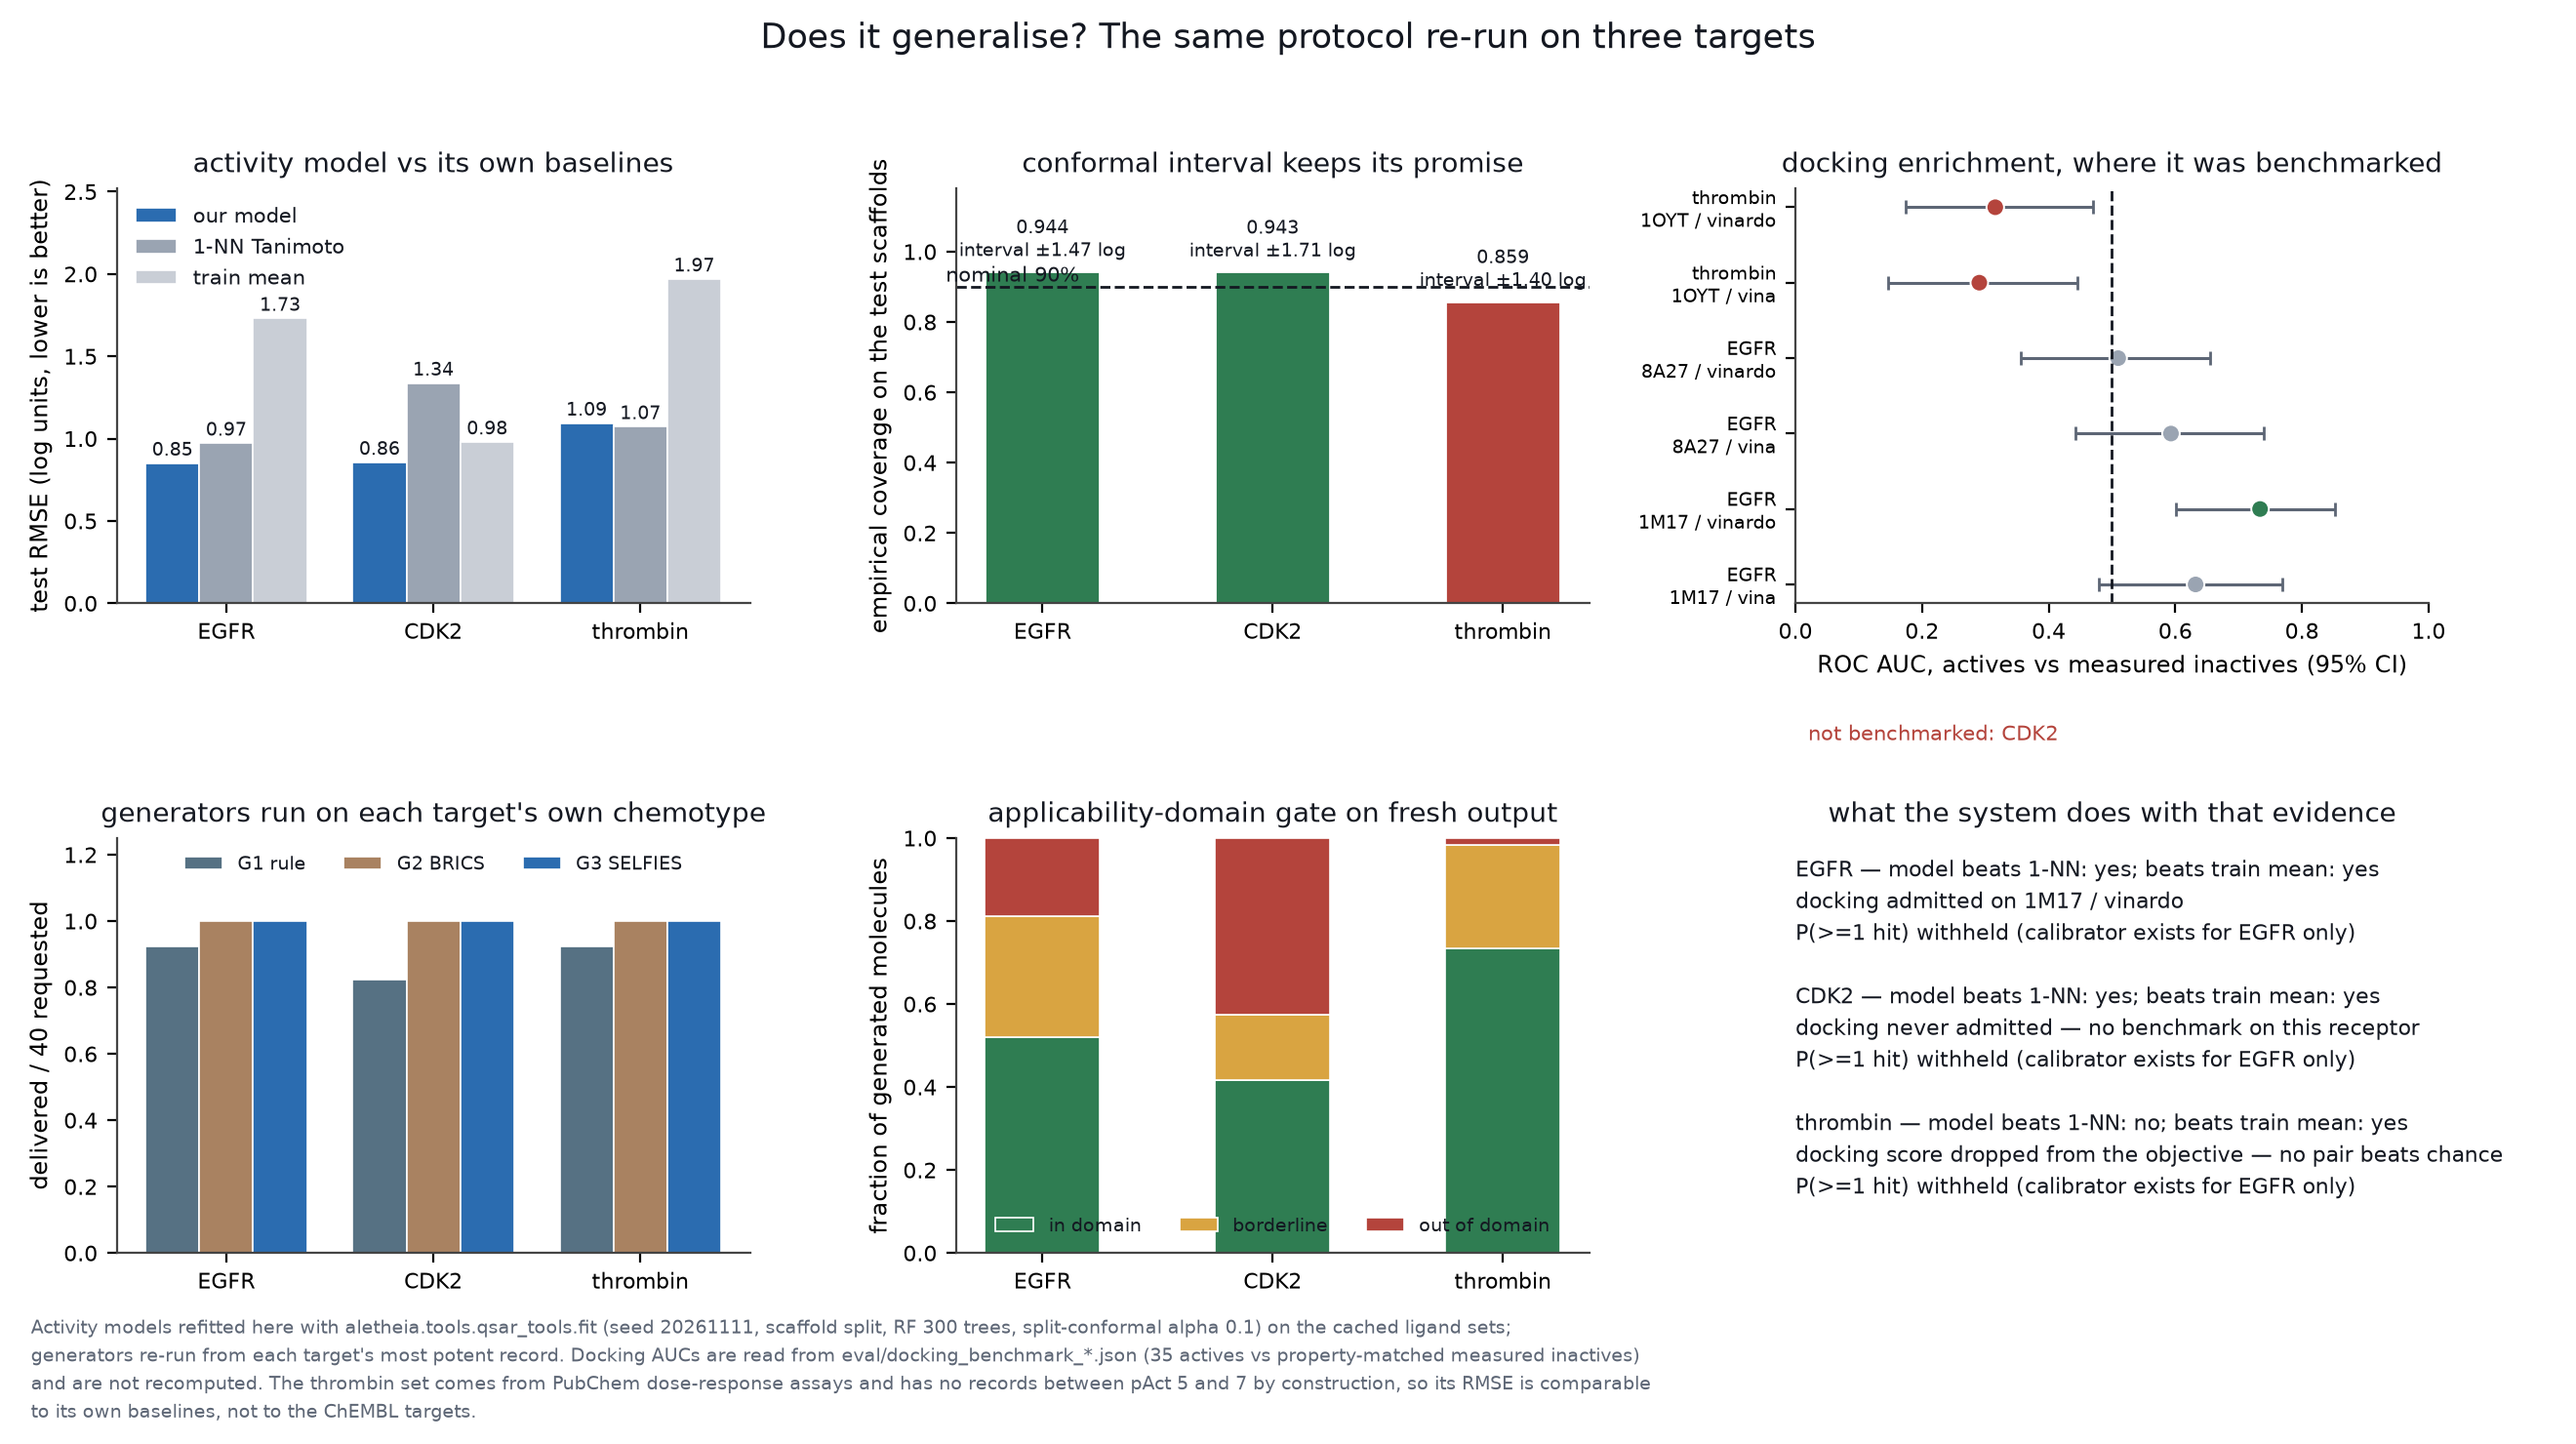 Does it generalise? The same protocol re-run on three targets
activity model vs its own baselines
test RMSE (log units, lower is better)
2.5
2.0
1.5
1.0
0.5
0.0
our model
1-NN Tanimoto
train mean
0.85
0.97
1.73
0.86
1.34
0.98
1.09
1.07
1.97
EGFR
CDK2
thrombin
conformal interval keeps its promise
empirical coverage on the test scaffolds
1.0
0.8
0.6
0.4
0.2
0.0
0.944
interval ±1.47 log
nominal 90%
0.943
interval ±1.71 log
0.859
interval ±1.40 log
EGFR
CDK2
thrombin
docking enrichment, where it was benchmarked
thrombin
1OYT / vinardo
thrombin
1OYT / vina
EGFR
8A27 / vinardo
EGFR
8A27 / vina
EGFR
1M17 / vinardo
EGFR
1M17 / vina
0.0
0.2
0.4
0.6
0.8
1.0
ROC AUC, actives vs measured inactives (95% CI)
not benchmarked: CDK2
generators run on each target's own chemotype
delivered / 40 requested
1.2
1.0
0.8
0.6
0.4
0.2
0.0
G1 rule
G2 BRICS
G3 SELFIES
EGFR
CDK2
thrombin
applicability-domain gate on fresh output
fraction of generated molecules
1.0
0.8
0.6
0.4
0.2
0.0
in domain
borderline
out of domain
EGFR
CDK2
thrombin
what the system does with that evidence
EGFR — model beats 1-NN: yes; beats train mean: yes
docking admitted on 1M17 / vinardo
P(>=1 hit) withheld (calibrator exists for EGFR only)
CDK2 — model beats 1-NN: yes; beats train mean: yes
docking never admitted — no benchmark on this receptor
P(>=1 hit) withheld (calibrator exists for EGFR only)
thrombin — model beats 1-NN: no; beats train mean: yes
docking score dropped from the objective — no pair beats chance
P(>=1 hit) withheld (calibrator exists for EGFR only)
Activity models refitted here with aletheia.tools.qsar_tools.fit (seed 20261111, scaffold split, RF 300 trees, split-conformal alpha 0.1) on the cached ligand sets;
generators re-run from each target's most potent record. Docking AUCs are read from eval/docking_benchmark_*.json (35 actives vs property-matched measured inactives)
and are not recomputed. The thrombin set comes from PubChem dose-response assays and has no records between pAct 5 and 7 by construction, so its RMSE is comparable
to its own baselines, not to the ChEMBL targets.